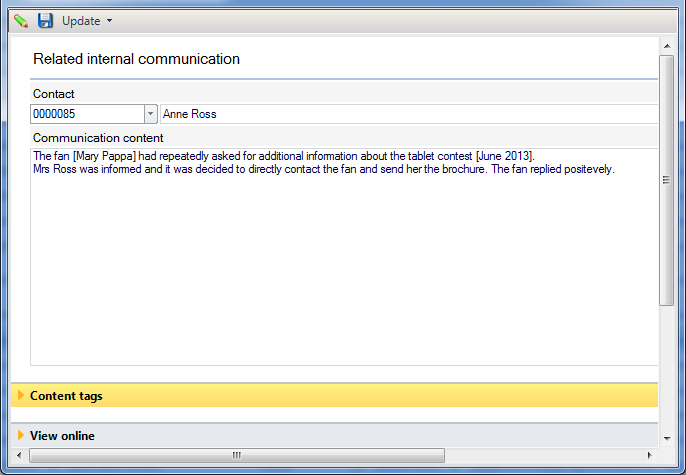 Update
Related internal communication
Contact
0000085 Anne Ross
Communication content
The fan [Mary Pappa] had repeatedly asked for additional information about the tablet contest [June 2013].
Mrs Ross was informed and it was decided to directly contact the fan and send her the brochure. The fan replied positevely.
Content tags
View online